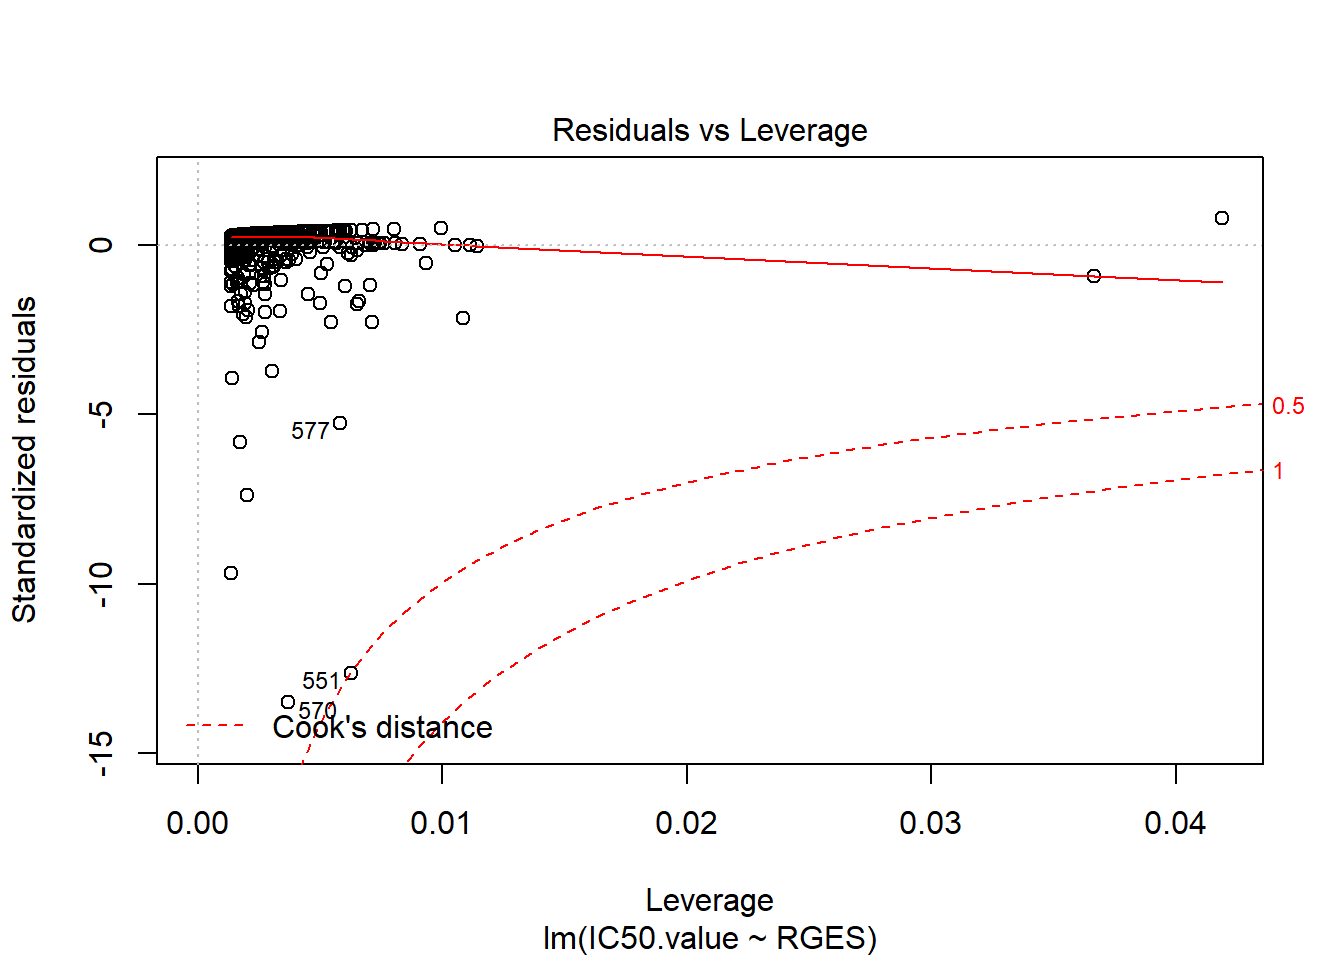 Residuals vs Leverage
Standardized residuals
0
-5
-10
-15
577
551
570
0.5
1
Cook's distance
0.00 0.01 0.02 0.03 0.04
Leverage
lm(IC50.value ~ RGES)